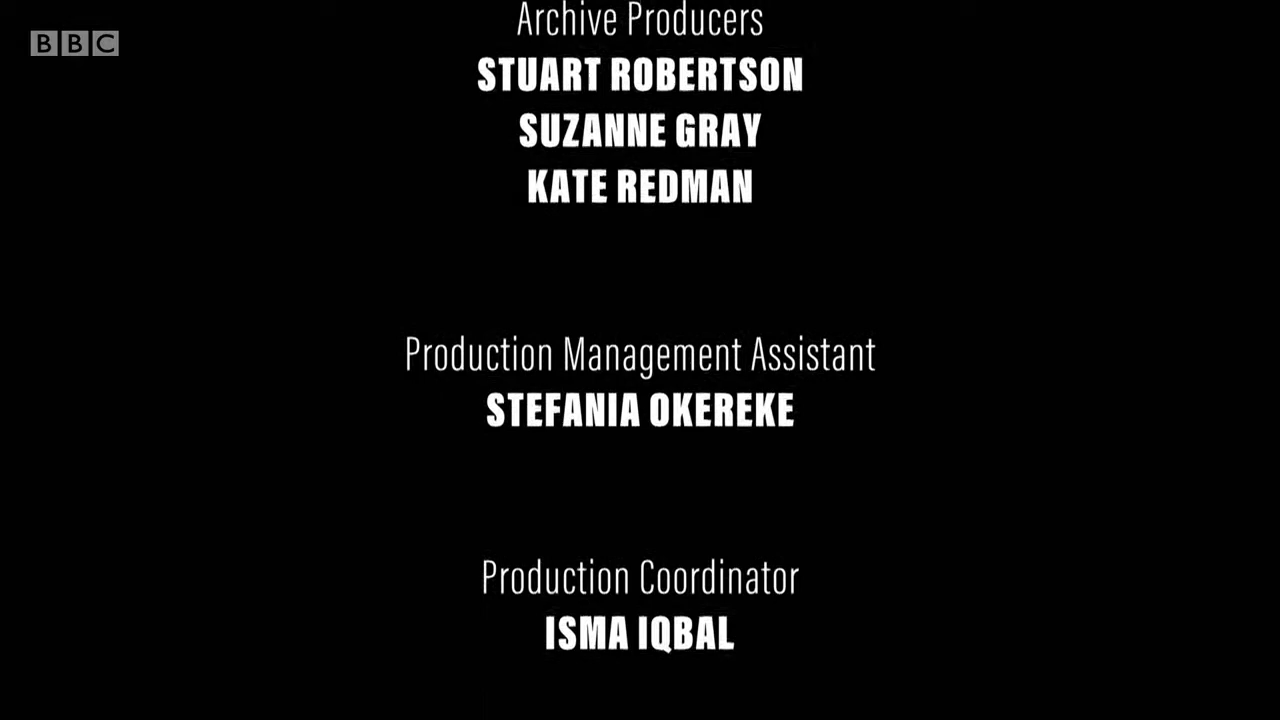 BBC
Archive Producers
STUART ROBERTSON
SUZANNE GRAY
KATE REDMAN
Production Management Assistant
STEFANIA OKEREKE
Production Coordinator
ISMA IQBAL